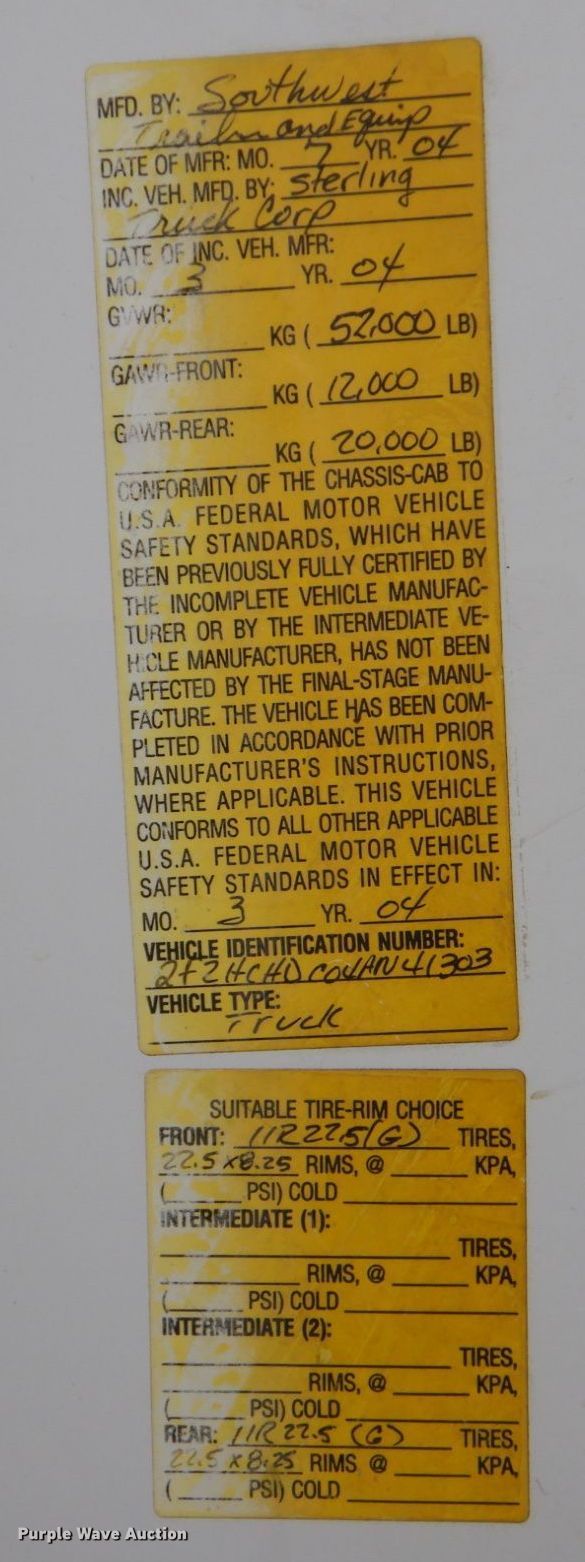 MFD. BY: Southwest
Trailer and Equip
DATE OF MFR: MO. 7 YR. 04
INC. VEH. MFD. BY: Sterling
Truck Corp
DATE OF INC. VEH. MFR:
MO. 3 YR. 04
GVWR:
KG ( 52,000 LB)
GAWR-FRONT:
KG ( 12,000 LB)
GAWR-REAR:
KG ( 20,000 LB)
CONFORMITY OF THE CHASSIS-CAB TO
U.S.A. FEDERAL MOTOR VEHICLE
SAFETY STANDARDS, WHICH HAVE
BEEN PREVIOUSLY FULLY CERTIFIED BY
THE INCOMPLETE VEHICLE MANUFAC-
TURER OR BY THE INTERMEDIATE VE-
HICLE MANUFACTURER, HAS NOT BEEN
AFFECTED BY THE FINAL-STAGE MANU-
FACTURE. THE VEHICLE HAS BEEN COM-
PLETED IN ACCORDANCE WITH PRIOR
MANUFACTURER'S INSTRUCTIONS,
WHERE APPLICABLE. THIS VEHICLE
CONFORMS TO ALL OTHER APPLICABLE
U.S.A. FEDERAL MOTOR VEHICLE
SAFETY STANDARDS IN EFFECT IN:
MO. 3 YR. 04
VEHICLE IDENTIFICATION NUMBER:
2FZHCHDC04AN41303
VEHICLE TYPE:
Truck
SUITABLE TIRE-RIM CHOICE
FRONT: 11R22.5(G) TIRES,
22.5x8.25 RIMS, @ KPA,
( PSI) COLD
INTERMEDIATE (1):
TIRES,
RIMS, @ KPA,
( PSI) COLD
INTERMEDIATE (2):
TIRES,
RIMS, @ KPA,
( PSI) COLD
REAR: 11R 22.5 (G) TIRES,
22.5 x 8.25 RIMS @ KPA,
( PSI) COLD
Purple Wave Auction